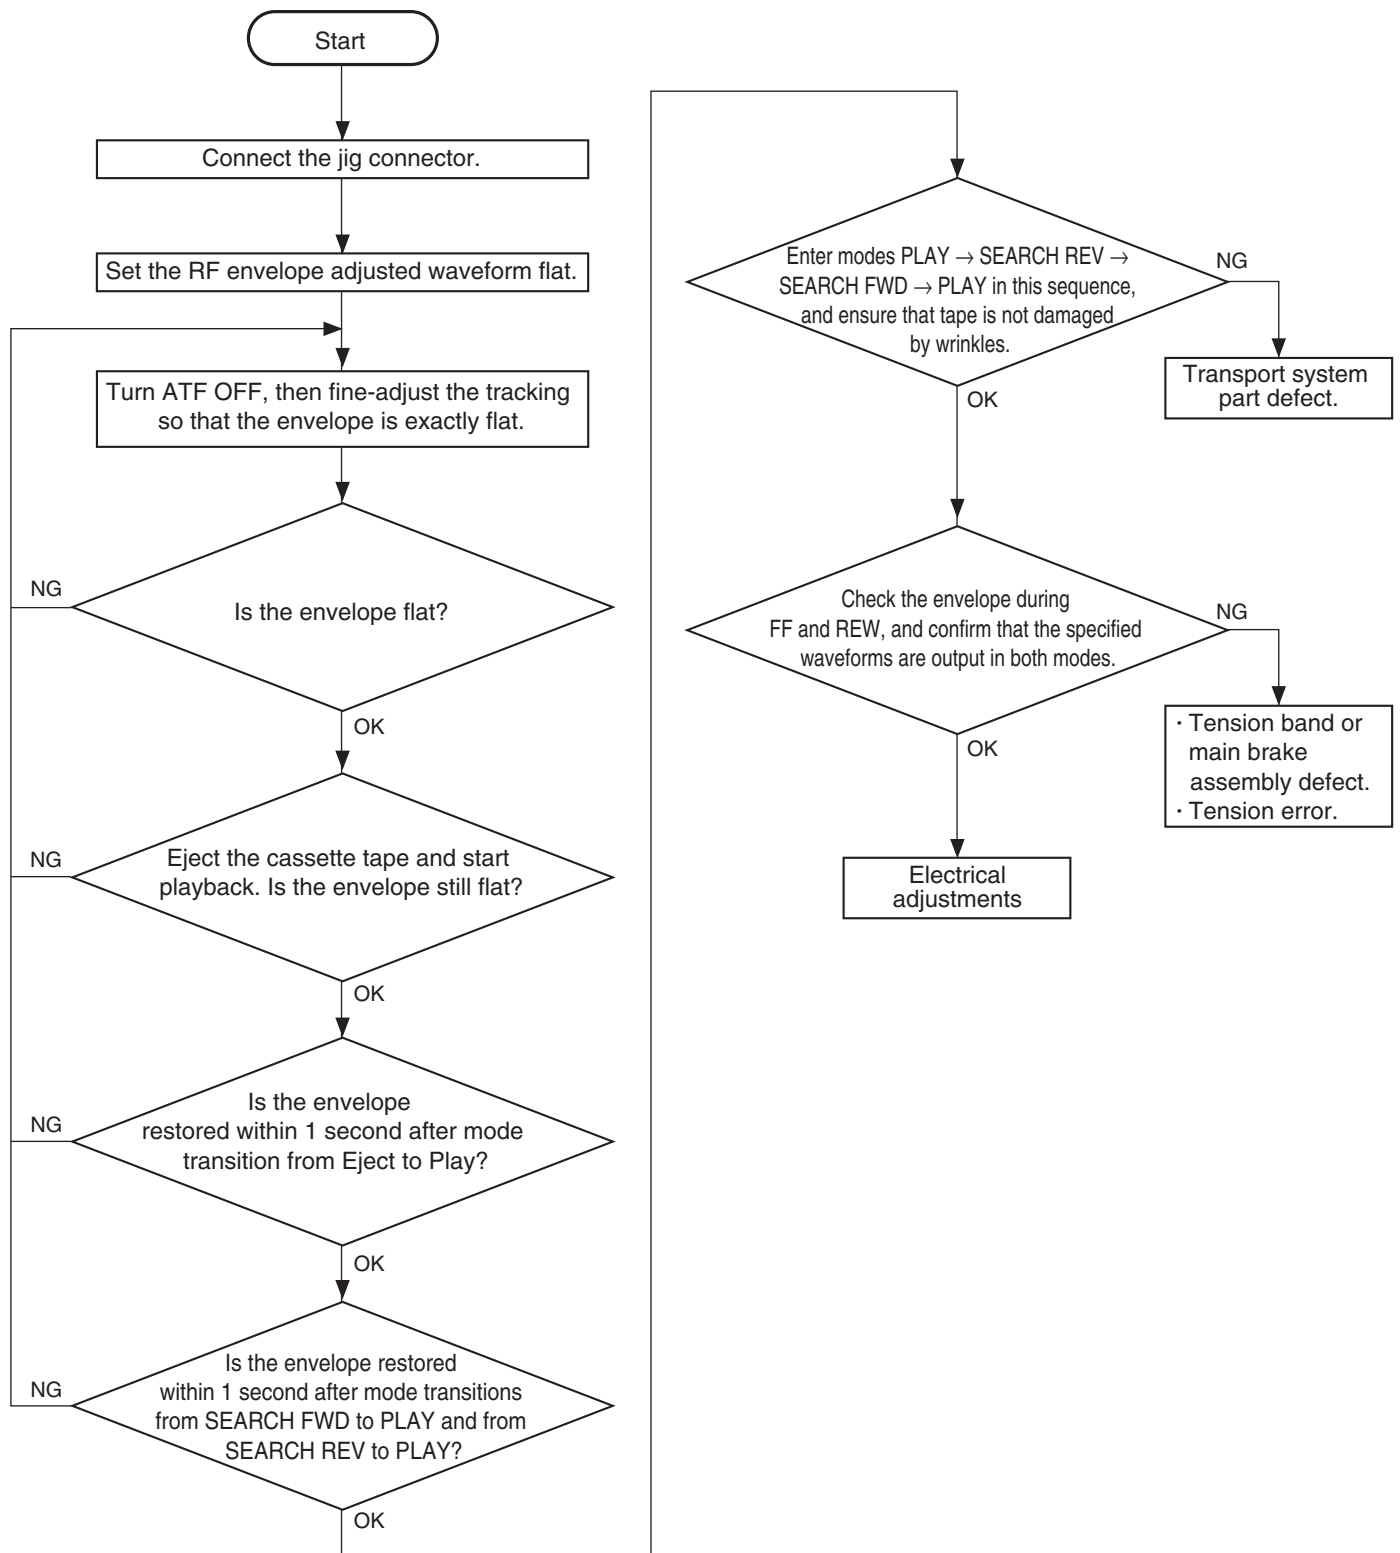 Start
Connect the jig connector.
Set the RF envelope adjusted waveform flat.
Turn ATF OFF, then fine-adjust the tracking
so that the envelope is exactly flat.
NG
Is the envelope flat?
OK
NG
Eject the cassette tape and start
playback. Is the envelope still flat?
OK
NG
Is the envelope
restored within 1 second after mode
transition from Eject to Play?
OK
NG
Is the envelope restored
within 1 second after mode transitions
from SEARCH FWD to PLAY and from
SEARCH REV to PLAY?
OK
Enter modes PLAY → SEARCH REV →
SEARCH FWD → PLAY in this sequence,
and ensure that tape is not damaged
by wrinkles.
NG
Transport system
part defect.
OK
Check the envelope during
FF and REW, and confirm that the specified
waveforms are output in both modes.
NG
· Tension band or
main brake
assembly defect.
· Tension error.
OK
Electrical
adjustments